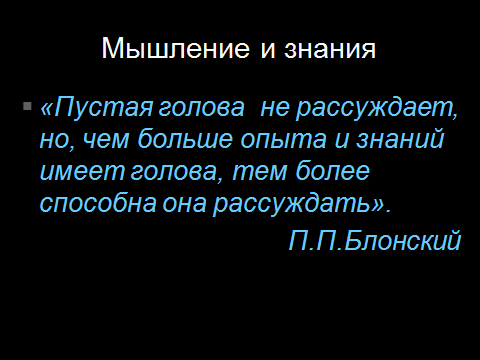 Мышление и знания
«Пустая голова не рассуждает,
но, чем больше опыта и знаний
имеет голова, тем более
способна она рассуждать».
П.П.Блонский